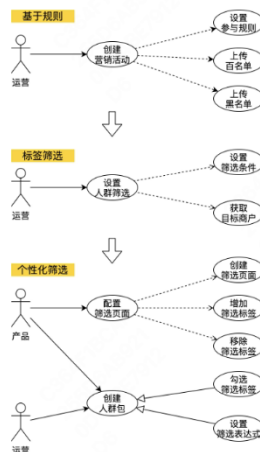 基于规则
运营
创建
营销活动
设置
参与规则
上传
百名单
上传
黑名单
标签筛选
运营
设置
人群筛选
设置
筛选条件
获取
目标商户
个性化筛选
产品
配置
筛选页面
创建
筛选页面
增加
筛选标签
移除
筛选标签
运营
创建
人群包
勾选
筛选标签
设置
筛选表达式